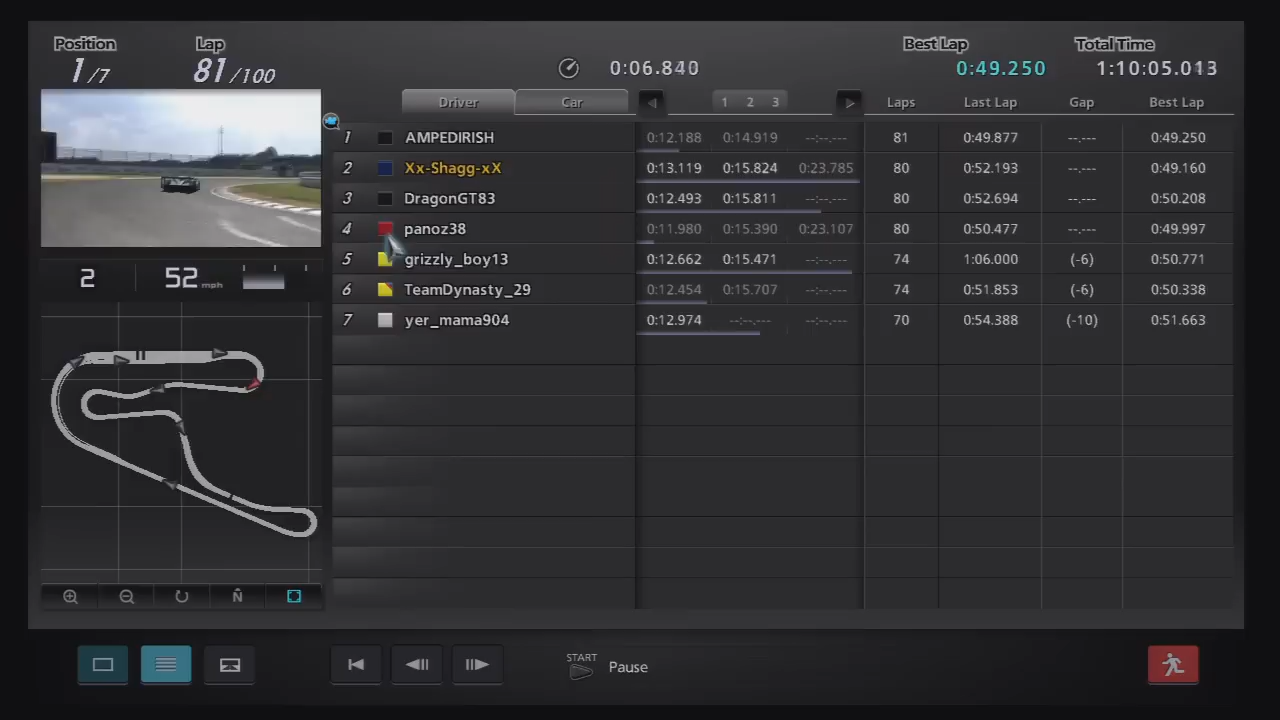 Position Lap Best Lap Total Time
1/7 81/100 0:06.840 0:49.250 1:10:05.013
Driver Car 1 2 3 Laps Last Lap Gap Best Lap
1 AMPEDIRISH 0:12.188 0:14.919 --:--.--- 81 0:49.877 --.--- 0:49.250
2 Xx-Shagg-xX 0:13.119 0:15.824 0:23.785 80 0:52.193 --.--- 0:49.160
3 DragonGT83 0:12.493 0:15.811 --:--.--- 80 0:52.694 --.--- 0:50.208
4 panoz38 0:11.980 0:15.390 0:23.107 80 0:50.477 --.--- 0:49.997
5 grizzly_boy13 0:12.662 0:15.471 --:--.--- 74 1:06.000 (-6) 0:50.771
6 TeamDynasty_29 0:12.454 0:15.707 --:--.--- 74 0:51.853 (-6) 0:50.338
7 yer_mama904 0:12.974 --:--.--- --:--.--- 70 0:54.388 (-10) 0:51.663
2 52 mph
N
START Pause